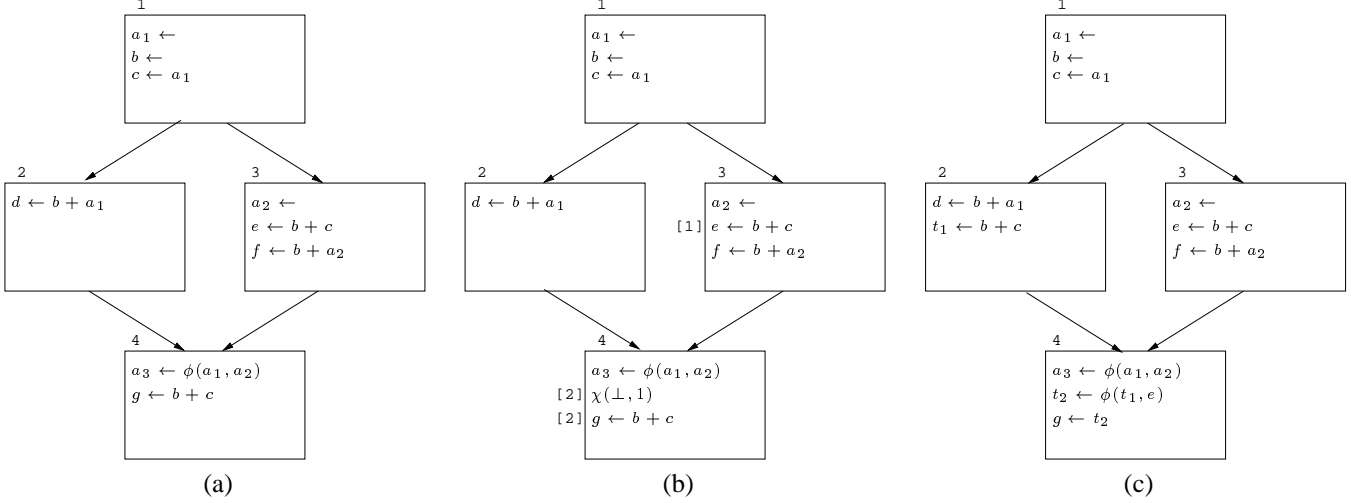 1
a₁ ←
b ←
c ← a₁
2
d ← b + a₁
3
a₂ ←
e ← b + c
f ← b + a₂
4
a₃ ← φ(a₁, a₂)
g ← b + c
(a)
1
a₁ ←
b ←
c ← a₁
2
d ← b + a₁
3
a₂ ←
[1] e ← b + c
f ← b + a₂
4
a₃ ← φ(a₁, a₂)
[2] χ(⊥, 1)
[2] g ← b + c
(b)
1
a₁ ←
b ←
c ← a₁
2
d ← b + a₁
t₁ ← b + c
3
a₂ ←
e ← b + c
f ← b + a₂
4
a₃ ← φ(a₁, a₂)
t₂ ← φ(t₁, e)
g ← t₂
(c)